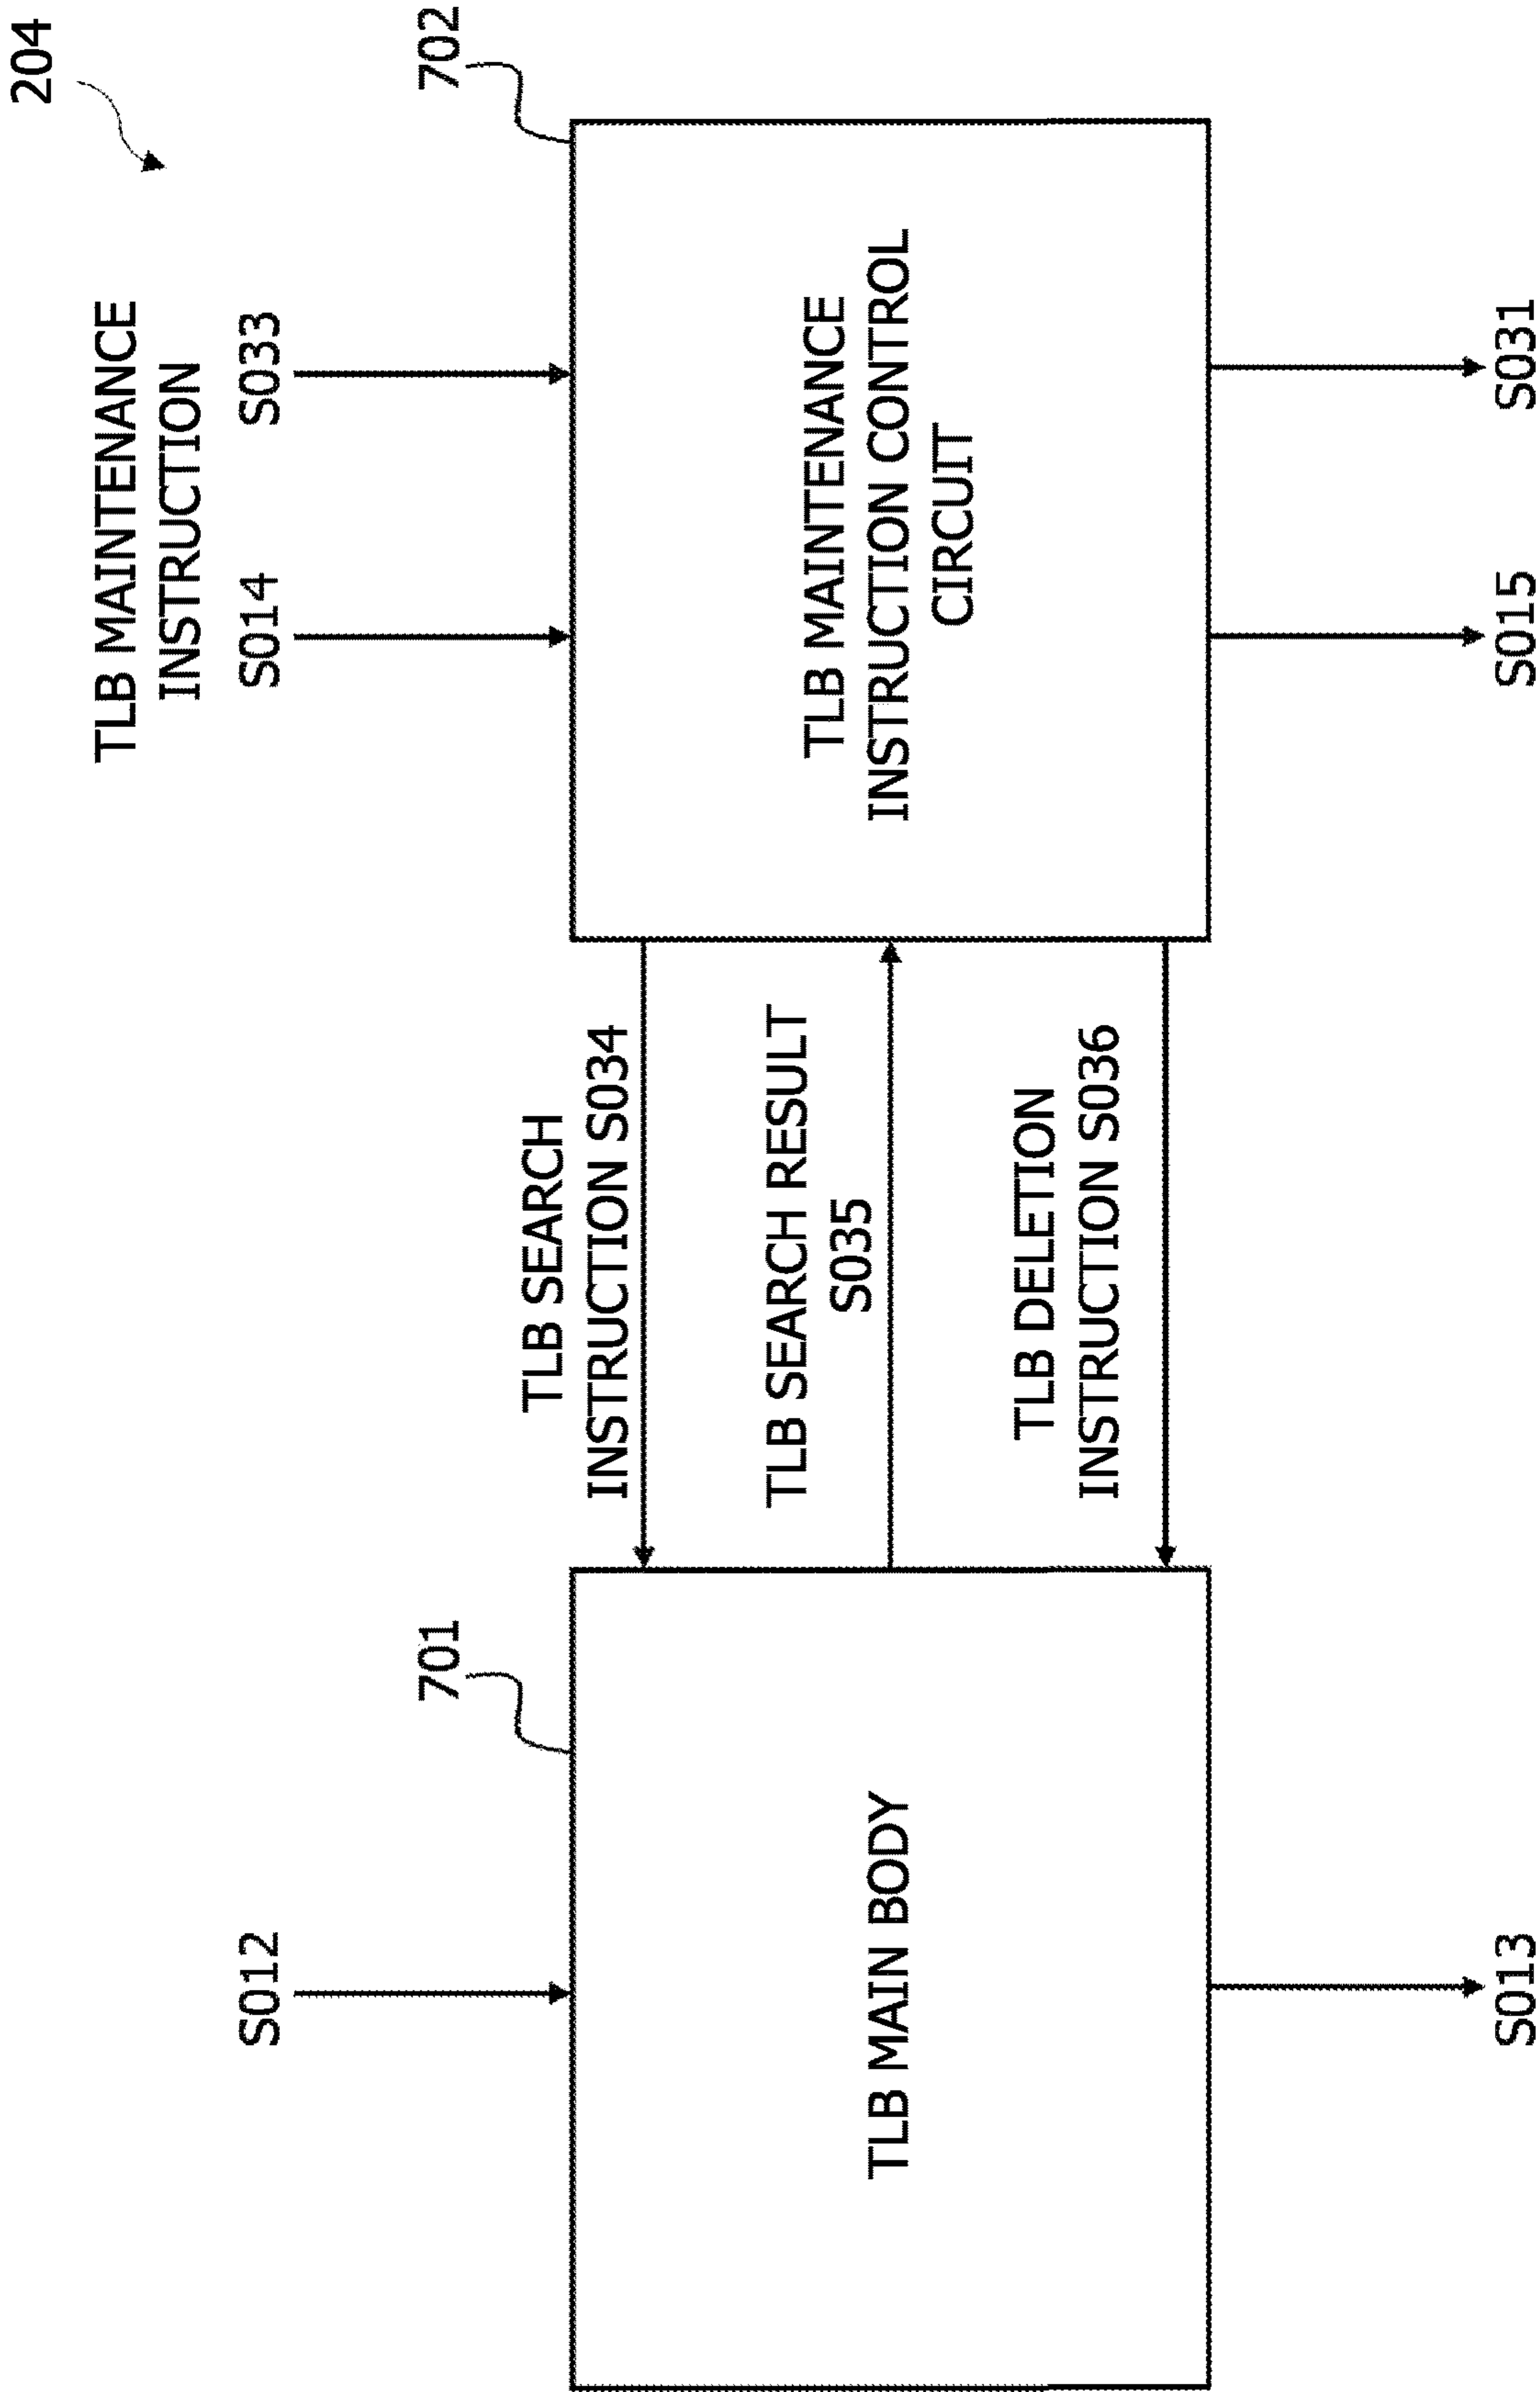 204
TLB MAINTENANCE
INSTRUCTION
S012
S014
S033
701
702
TLB SEARCH
INSTRUCTION S034
TLB MAIN BODY
TLB SEARCH RESULT
S035
TLB MAINTENANCE
INSTRUCTION CONTROL
CIRCUIT
TLB DELETION
INSTRUCTION S036
S013
S015
S031